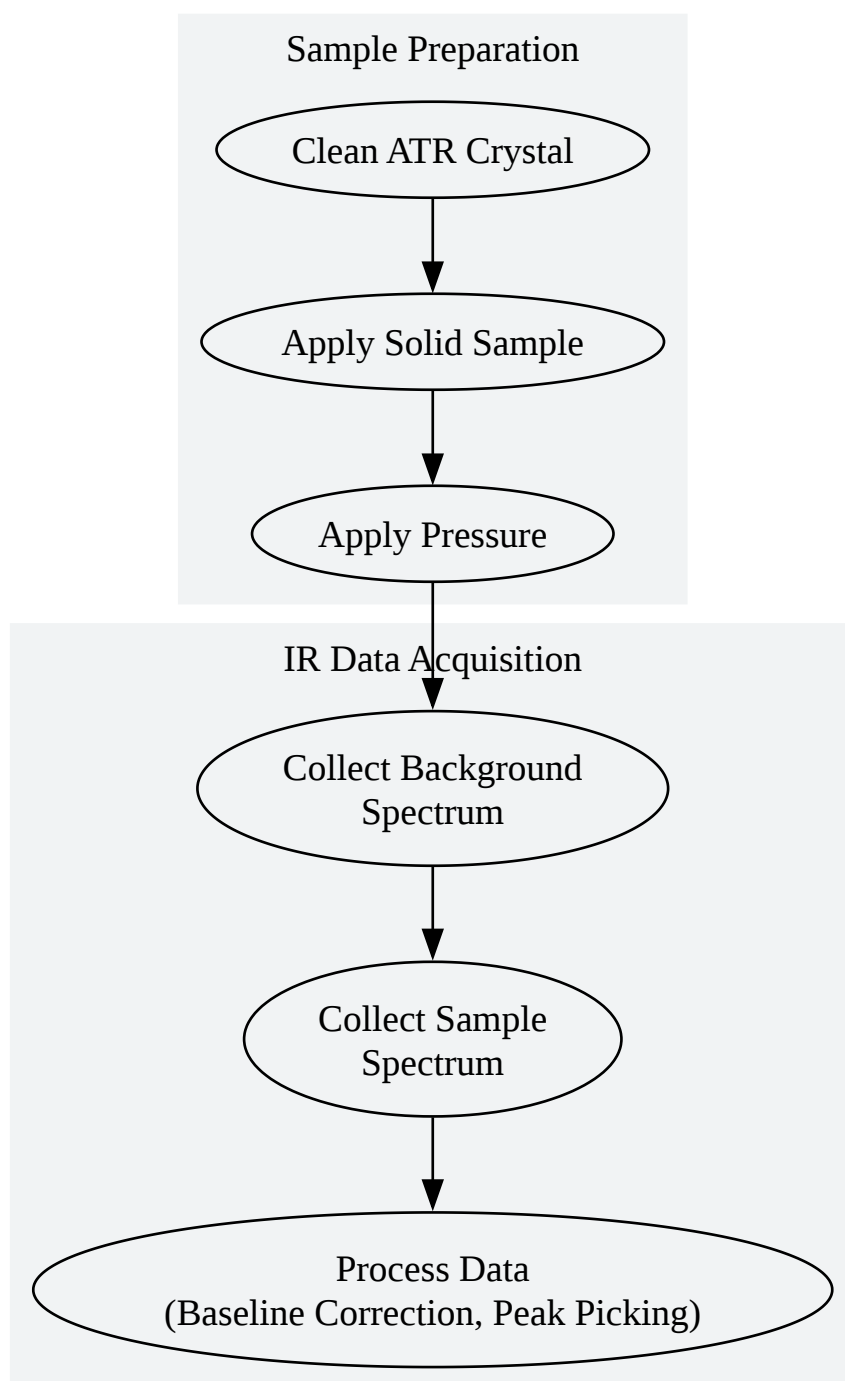 Sample Preparation
Clean ATR Crystal
Apply Solid Sample
Apply Pressure
IR Data Acquisition
Collect Background
Spectrum
Collect Sample
Spectrum
Process Data
(Baseline Correction, Peak Picking)